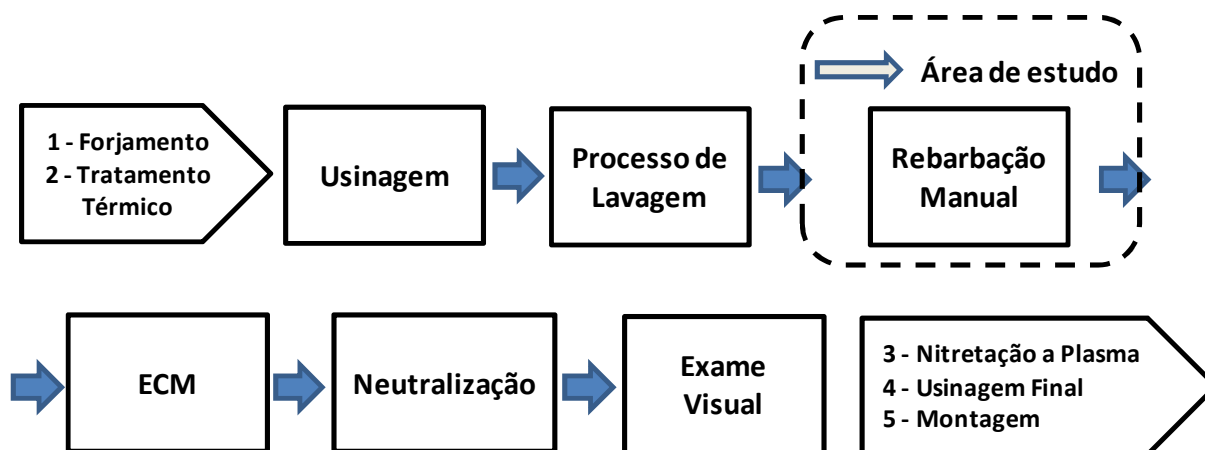 Área de estudo
1 - Forjamento
2 - Tratamento
Térmico
Usinagem
Processo de
Lavagem
Rebarbação
Manual
ECM
Neutralização
Exame
Visual
3 - Nitretação a Plasma
4 - Usinagem Final
5 - Montagem